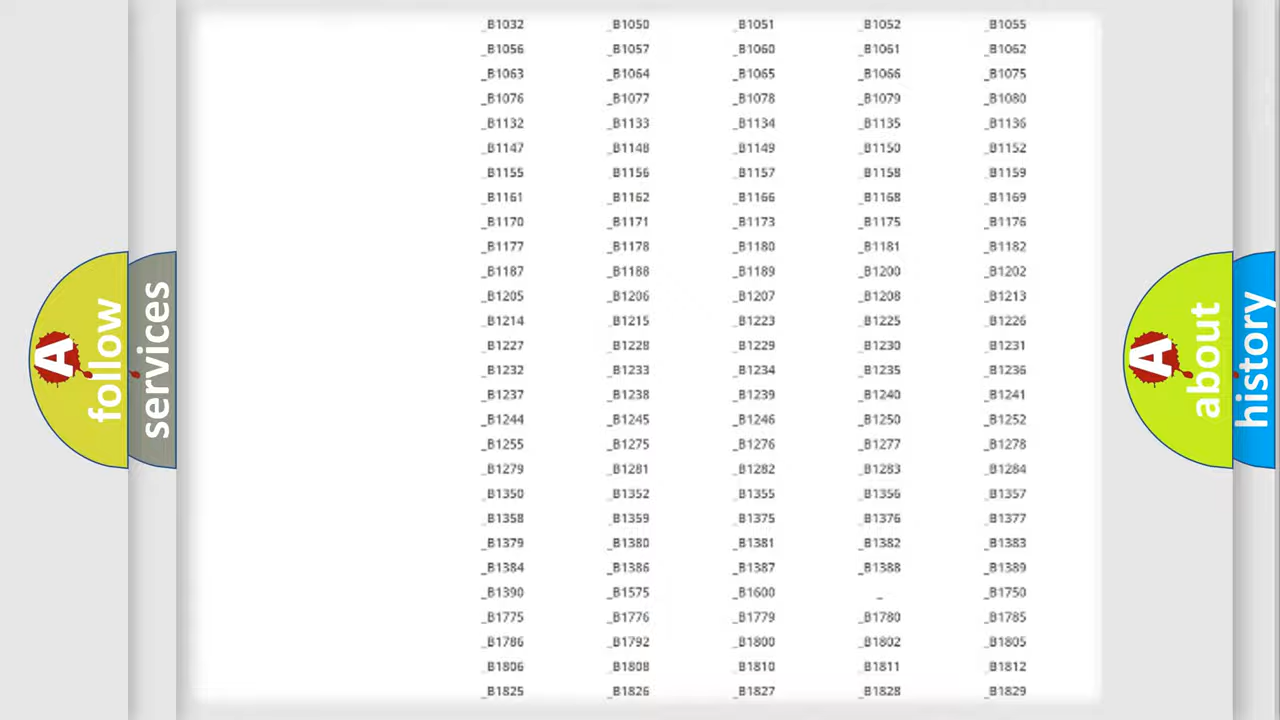 _B1032 _B1050 _B1051 _B1052 _B1055
_B1056 _B1057 _B1060 _B1061 _B1062
_B1063 _B1064 _B1065 _B1066 _B1075
_B1076 _B1077 _B1078 _B1079 _B1080
_B1132 _B1133 _B1134 _B1135 _B1136
_B1147 _B1148 _B1149 _B1150 _B1152
_B1155 _B1156 _B1157 _B1158 _B1159
_B1161 _B1162 _B1166 _B1168 _B1169
_B1170 _B1171 _B1173 _B1175 _B1176
_B1177 _B1178 _B1180 _B1181 _B1182
_B1187 _B1188 _B1189 _B1200 _B1202
_B1205 _B1206 _B1207 _B1208 _B1213
_B1214 _B1215 _B1223 _B1225 _B1226
_B1227 _B1228 _B1229 _B1230 _B1231
_B1232 _B1233 _B1234 _B1235 _B1236
_B1237 _B1238 _B1239 _B1240 _B1241
_B1244 _B1245 _B1246 _B1250 _B1252
_B1255 _B1275 _B1276 _B1277 _B1278
_B1279 _B1281 _B1282 _B1283 _B1284
_B1350 _B1352 _B1355 _B1356 _B1357
_B1358 _B1359 _B1375 _B1376 _B1377
_B1379 _B1380 _B1381 _B1382 _B1383
_B1384 _B1386 _B1387 _B1388 _B1389
_B1390 _B1575 _B1600 _ _B1750
_B1775 _B1776 _B1779 _B1780 _B1785
_B1786 _B1792 _B1800 _B1802 _B1805
_B1806 _B1808 _B1810 _B1811 _B1812
_B1825 _B1826 _B1827 _B1828 _B1829
A
follow
services
A
about
history